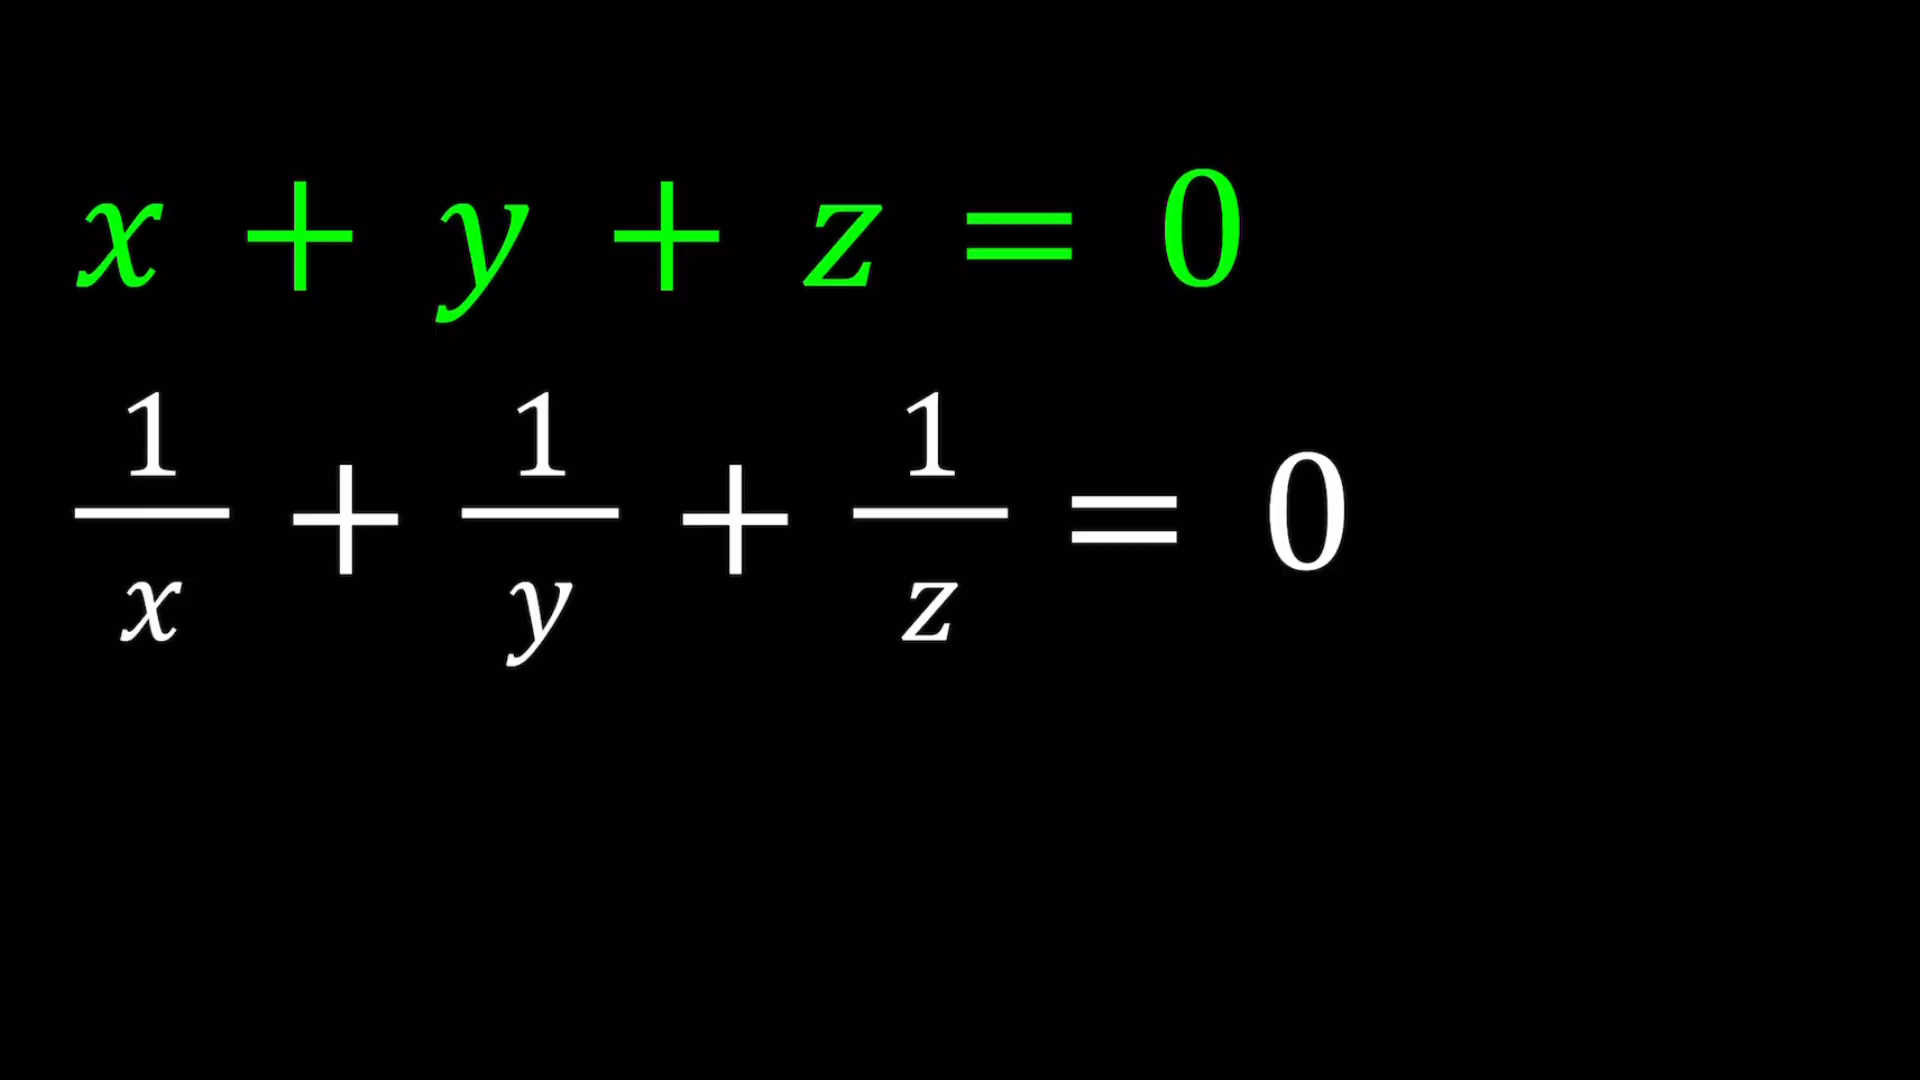 x + y + z = 0
1/x + 1/y + 1/z = 0